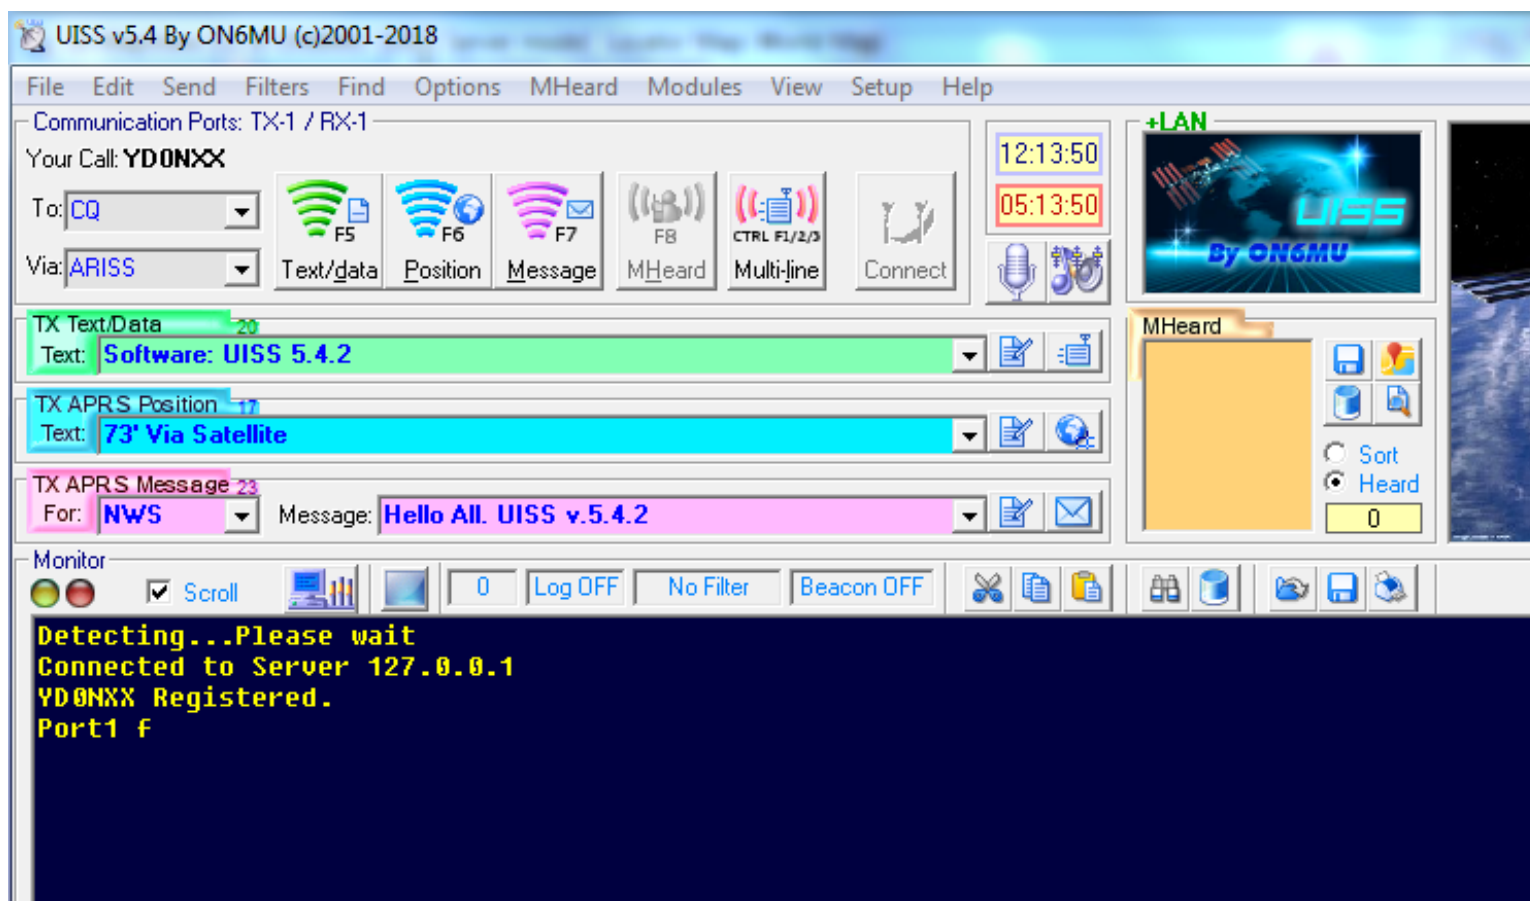 UISS v5.4 By ON6MU (c)2001-2018
File Edit Send Filters Find Options MHeard Modules View Setup Help
Communication Ports: TX-1 / RX-1
Your Call: YD0NXX
To: CQ
Via: ARISS
F5
Text/data
F6
Position
F7
Message
F8
MHeard
CTRL F1/2/3
Multi-line
Connect
12:13:50
05:13:50
+LAN
UISS
By ON6MU
TX Text/Data 20
Text: Software: UISS 5.4.2
TX APRS Position 17
Text: 73' Via Satellite
TX APRS Message 23
For: NWS Message: Hello All. UISS v.5.4.2
MHeard
Sort
Heard
0
Monitor
Scroll 0 Log OFF No Filter Beacon OFF
Detecting...Please wait
Connected to Server 127.0.0.1
YD0NXX Registered.
Port1 f